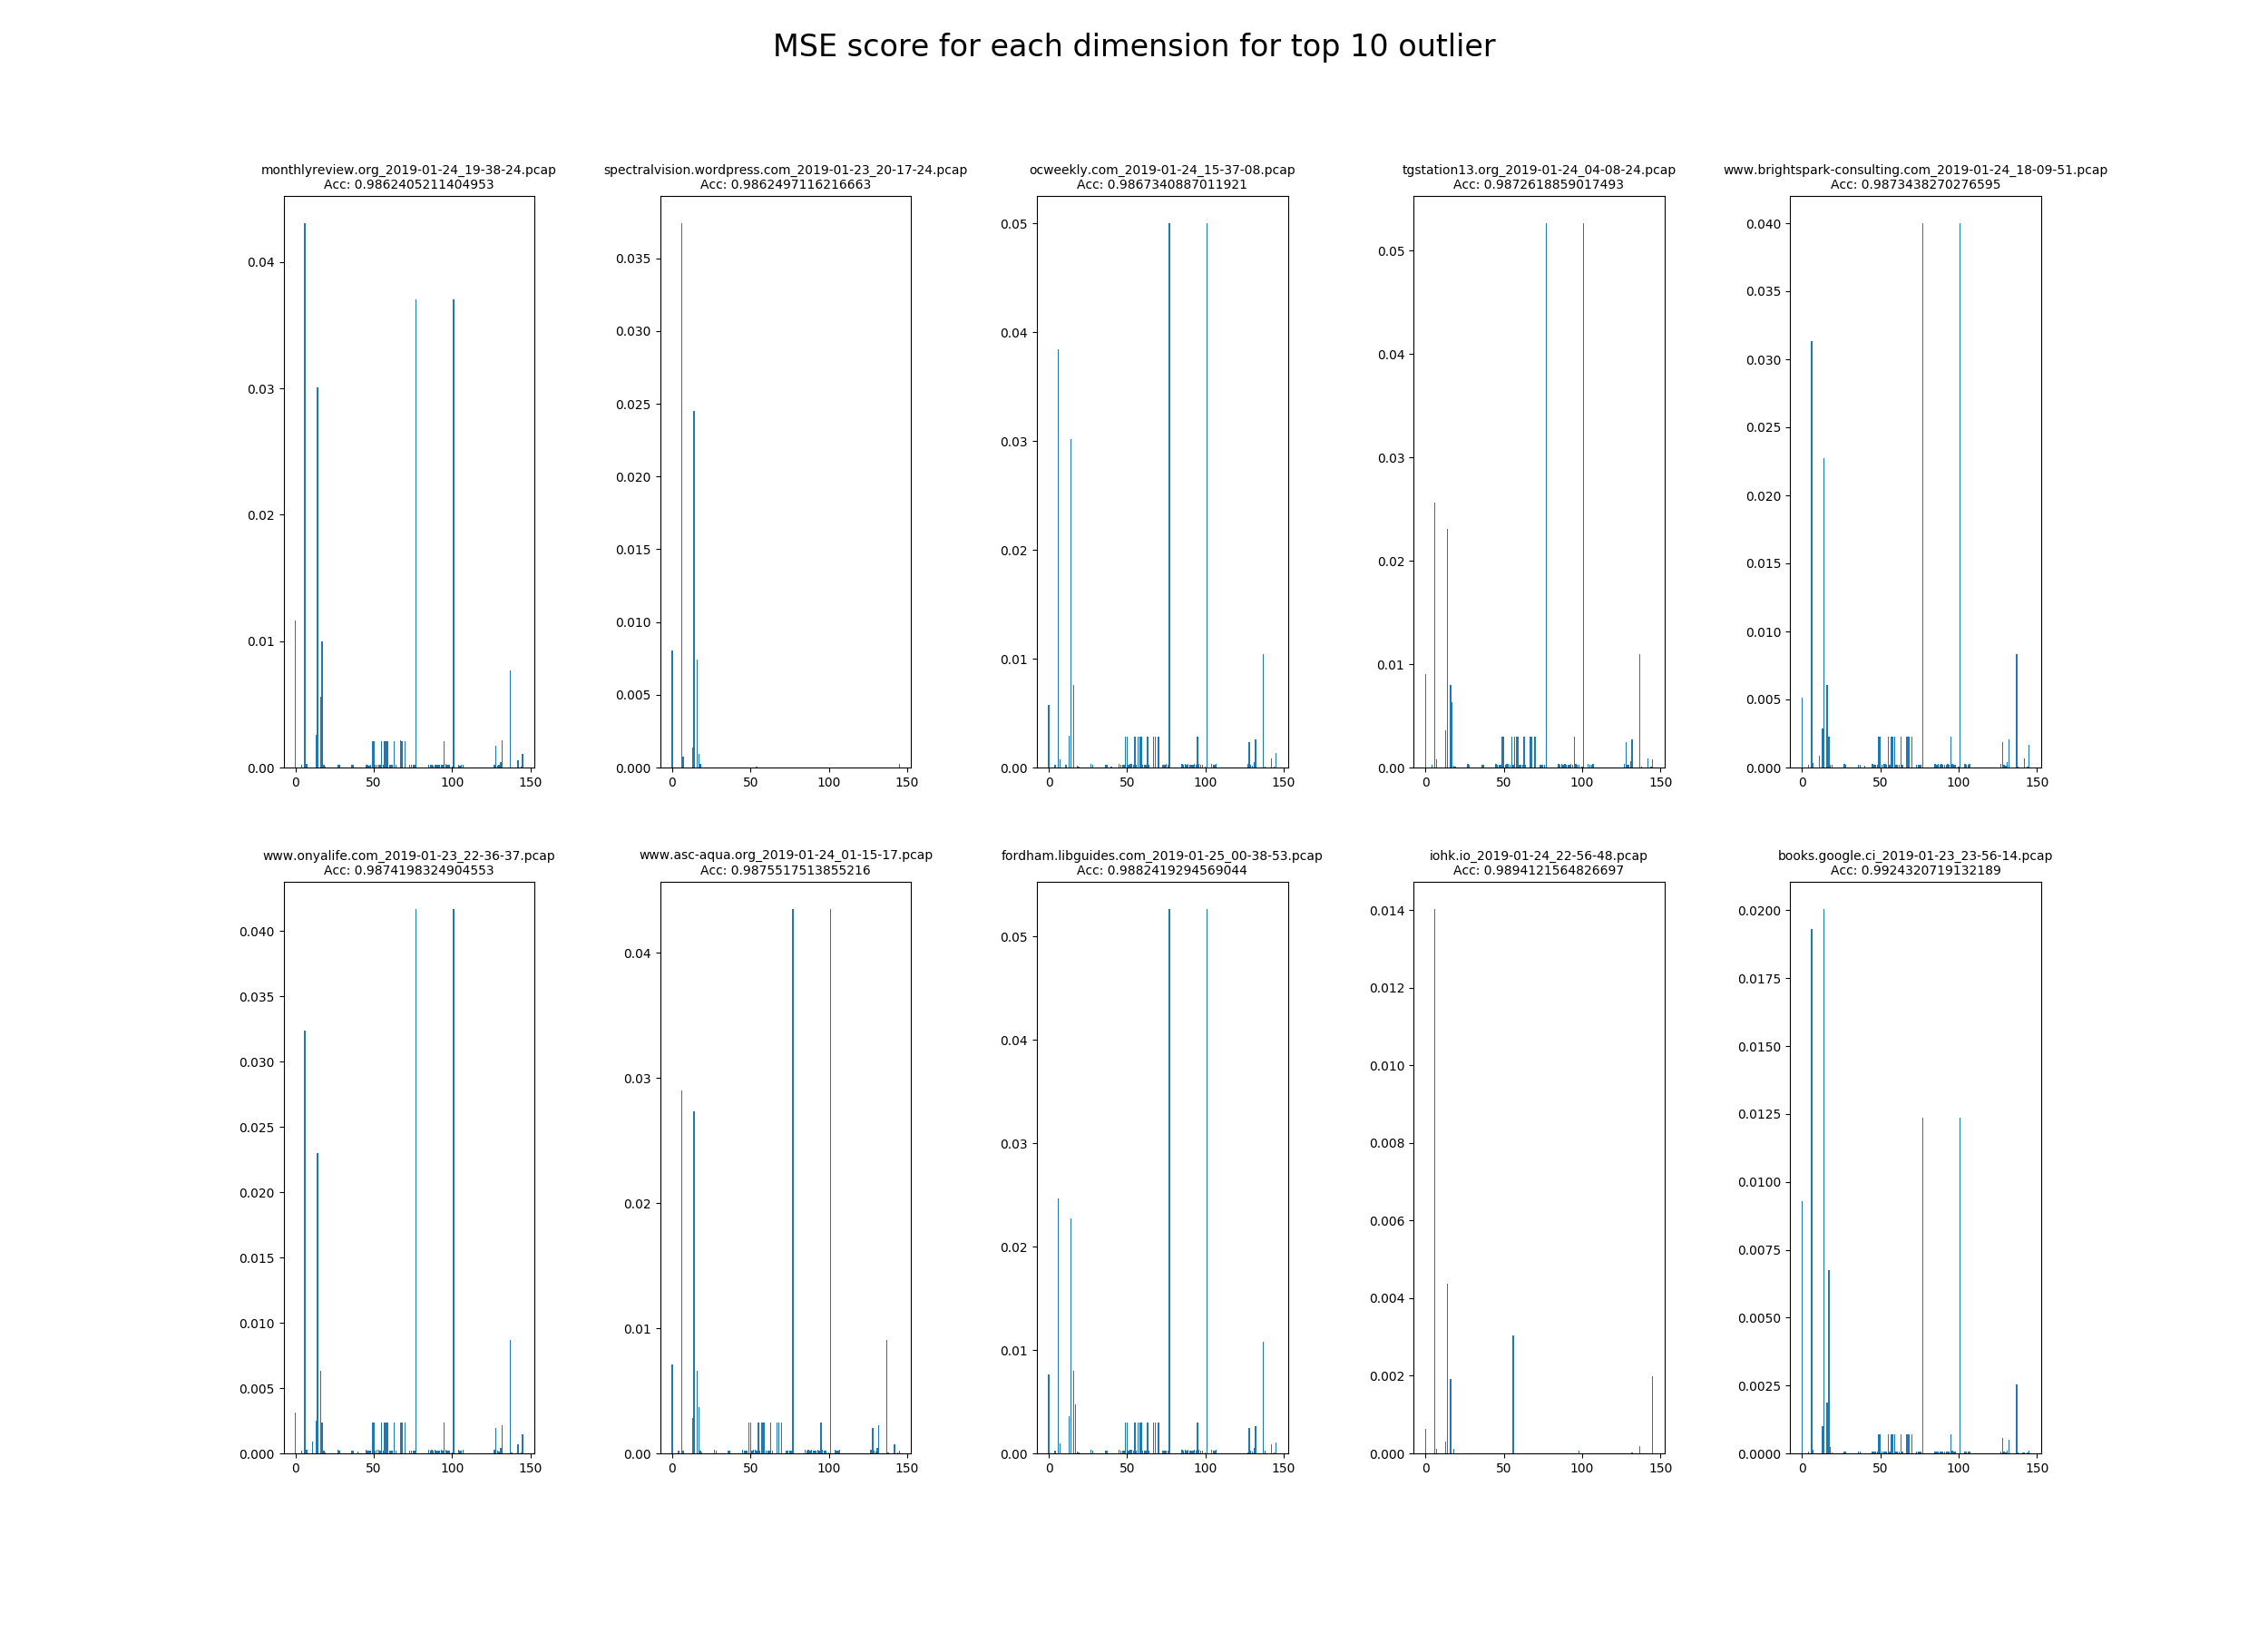 MSE score for each dimension for top 10 outlier
monthlyreview.org_2019-01-24_19-38-24.pcap
Acc: 0.9862405211404953
0.04
0.03
0.02
0.01
0.00
0 50 100 150
spectralvision.wordpress.com_2019-01-23_20-17-24.pcap
Acc: 0.9862497116216663
0.035
0.030
0.025
0.020
0.015
0.010
0.005
0.000
0 50 100 150
ocweekly.com_2019-01-24_15-37-08.pcap
Acc: 0.9867340887011921
0.05
0.04
0.03
0.02
0.01
0.00
0 50 100 150
tgstation13.org_2019-01-24_04-08-24.pcap
Acc: 0.9872618859017493
0.05
0.04
0.03
0.02
0.01
0.00
0 50 100 150
www.brightspark-consulting.com_2019-01-24_18-09-51.pcap
Acc: 0.9873438270276595
0.040
0.035
0.030
0.025
0.020
0.015
0.010
0.005
0.000
0 50 100 150
www.onyalife.com_2019-01-23_22-36-37.pcap
Acc: 0.9874198324904553
0.040
0.035
0.030
0.025
0.020
0.015
0.010
0.005
0.000
0 50 100 150
www.asc-aqua.org_2019-01-24_01-15-17.pcap
Acc: 0.9875517513855216
0.04
0.03
0.02
0.01
0.00
0 50 100 150
fordham.libguides.com_2019-01-25_00-38-53.pcap
Acc: 0.9882419294569044
0.05
0.04
0.03
0.02
0.01
0.00
0 50 100 150
iohk.io_2019-01-24_22-56-48.pcap
Acc: 0.9894121564826697
0.014
0.012
0.010
0.008
0.006
0.004
0.002
0.000
0 50 100 150
books.google.ci_2019-01-23_23-56-14.pcap
Acc: 0.9924320719132189
0.0200
0.0175
0.0150
0.0125
0.0100
0.0075
0.0050
0.0025
0.0000
0 50 100 150